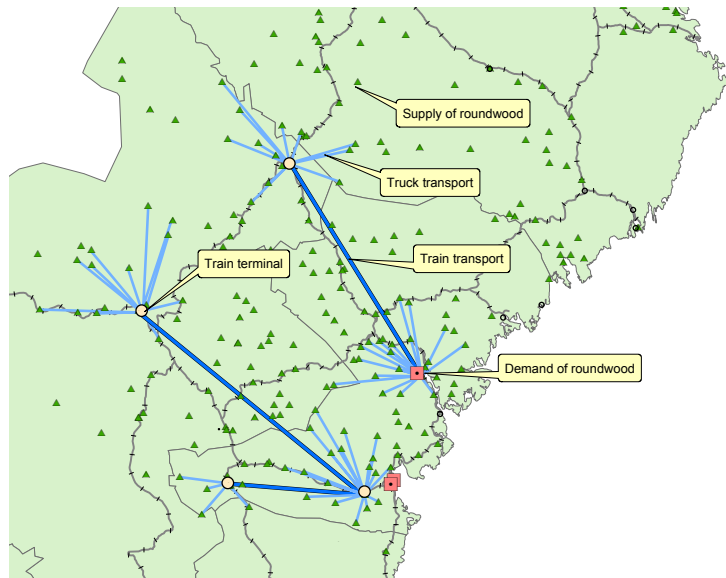 Supply of roundwood
Truck transport
Train terminal
Train transport
Demand of roundwood